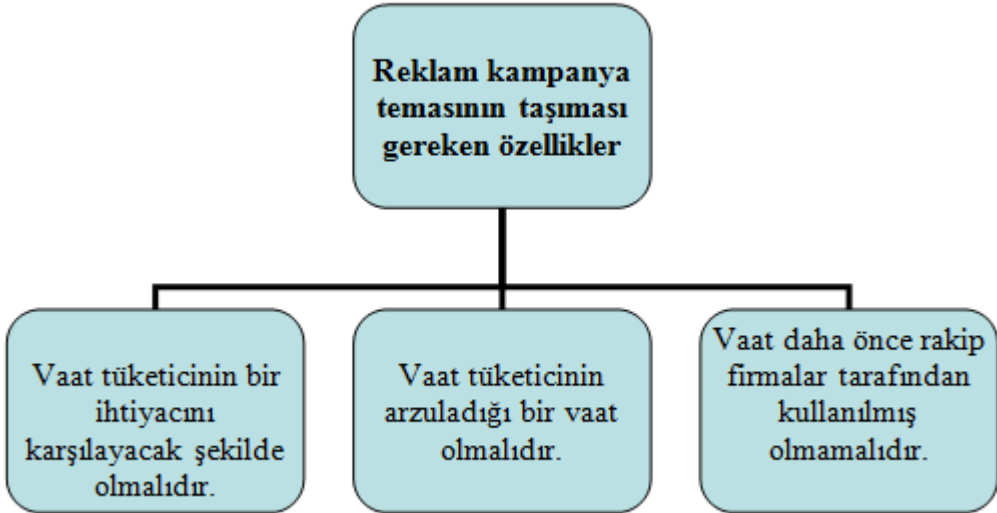 Reklam kampanya
temasının taşıması
gereken özellikler
Vaat tüketicinin bir
ihtiyacını
karşılayacak şekilde
olmalıdır.
Vaat tüketicinin
arzuladığı bir vaat
olmalıdır.
Vaat daha önce rakip
firmalar tarafından
kullanılmış
olmamalıdır.